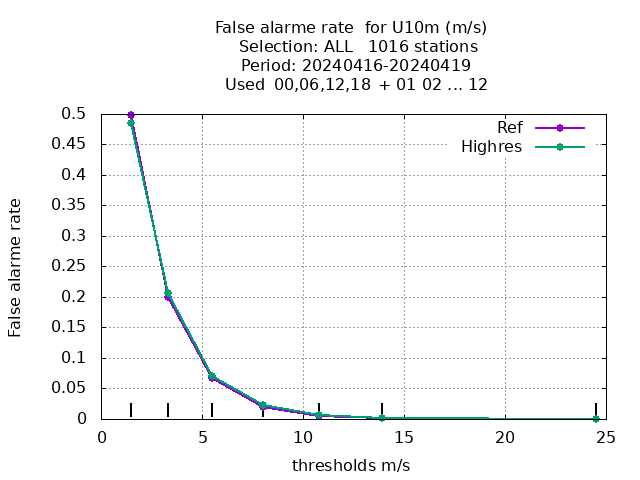 False alarme rate for U10m (m/s)
Selection: ALL 1016 stations
Period: 20240416-20240419
Used 00,06,12,18 + 01 02 ... 12
Ref
Highres
0.5
0.45
0.4
0.35
0.3
0.25
0.2
0.15
0.1
0.05
0
False alarme rate
0 5 10 15 20 25
thresholds m/s